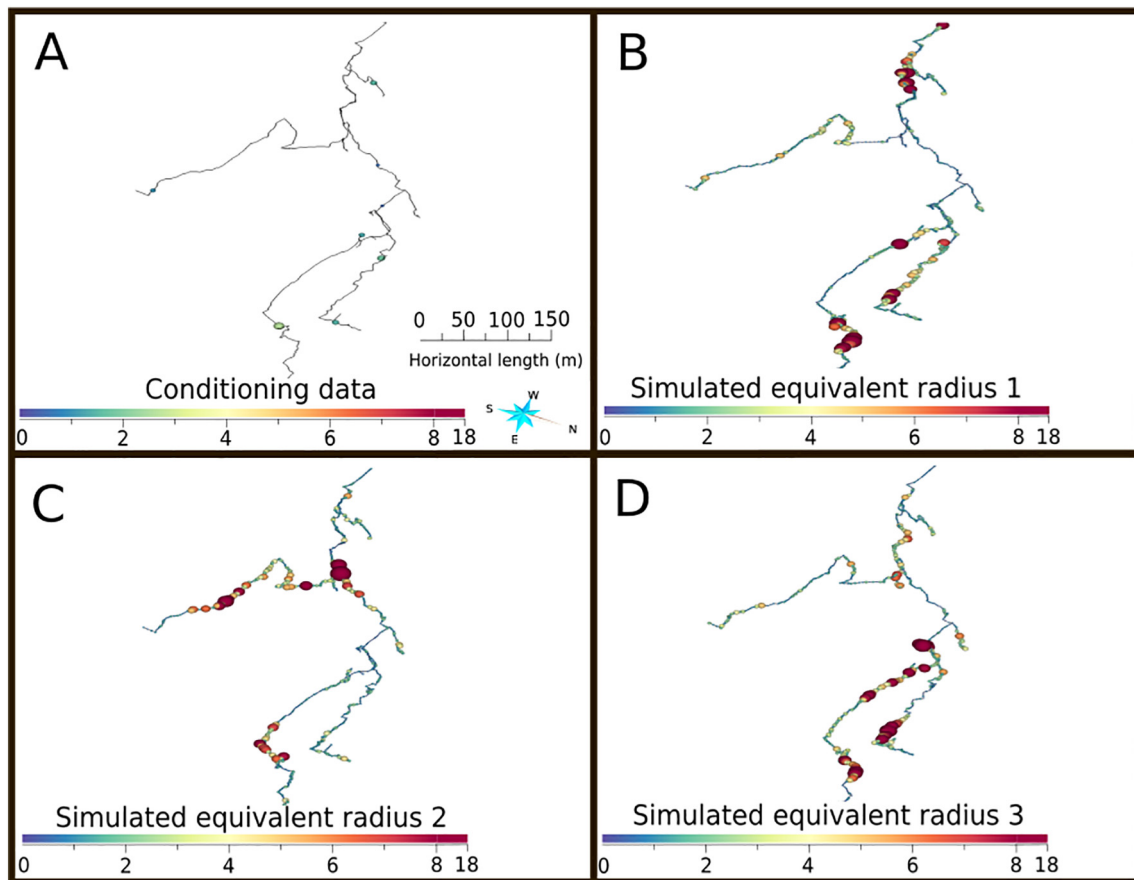 A
0 50 100 150
Horizontal length (m)
Conditioning data
0 2 4 6 8 18
W
S
N
E
B
Simulated equivalent radius 1
0 2 4 6 8 18
C
Simulated equivalent radius 2
0 2 4 6 8 18
D
Simulated equivalent radius 3
0 2 4 6 8 18